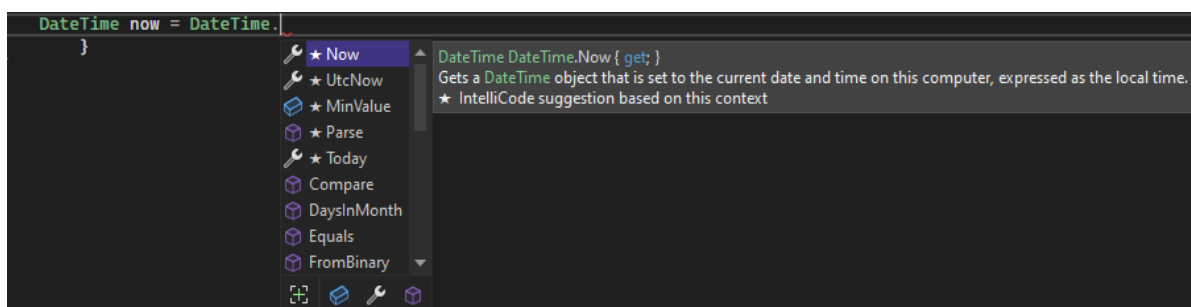 DateTime now = DateTime.
}
★ Now
★ UtcNow
★ MinValue
★ Parse
★ Today
Compare
DaysInMonth
Equals
FromBinary
DateTime DateTime.Now { get; }
Gets a DateTime object that is set to the current date and time on this computer, expressed as the local time.
★ IntelliCode suggestion based on this context